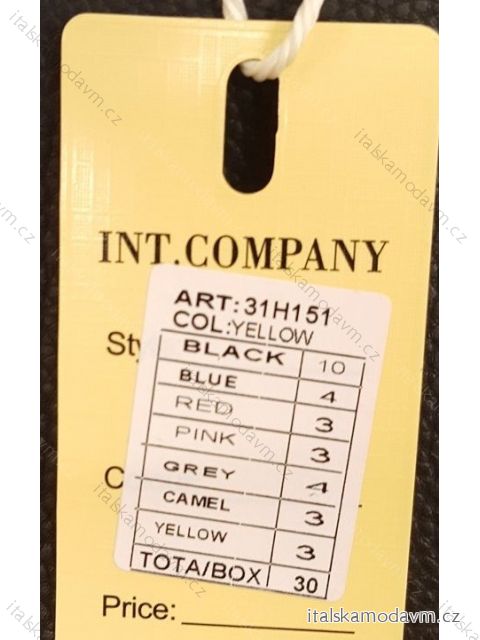 INT.COMPANY
ART:31H151
COL:YELLOW
BLACK 10
BLUE 4
RED 3
PINK 3
GREY 4
CAMEL 3
YELLOW 3
TOTA/BOX 30
Price:
italskamodavm.cz